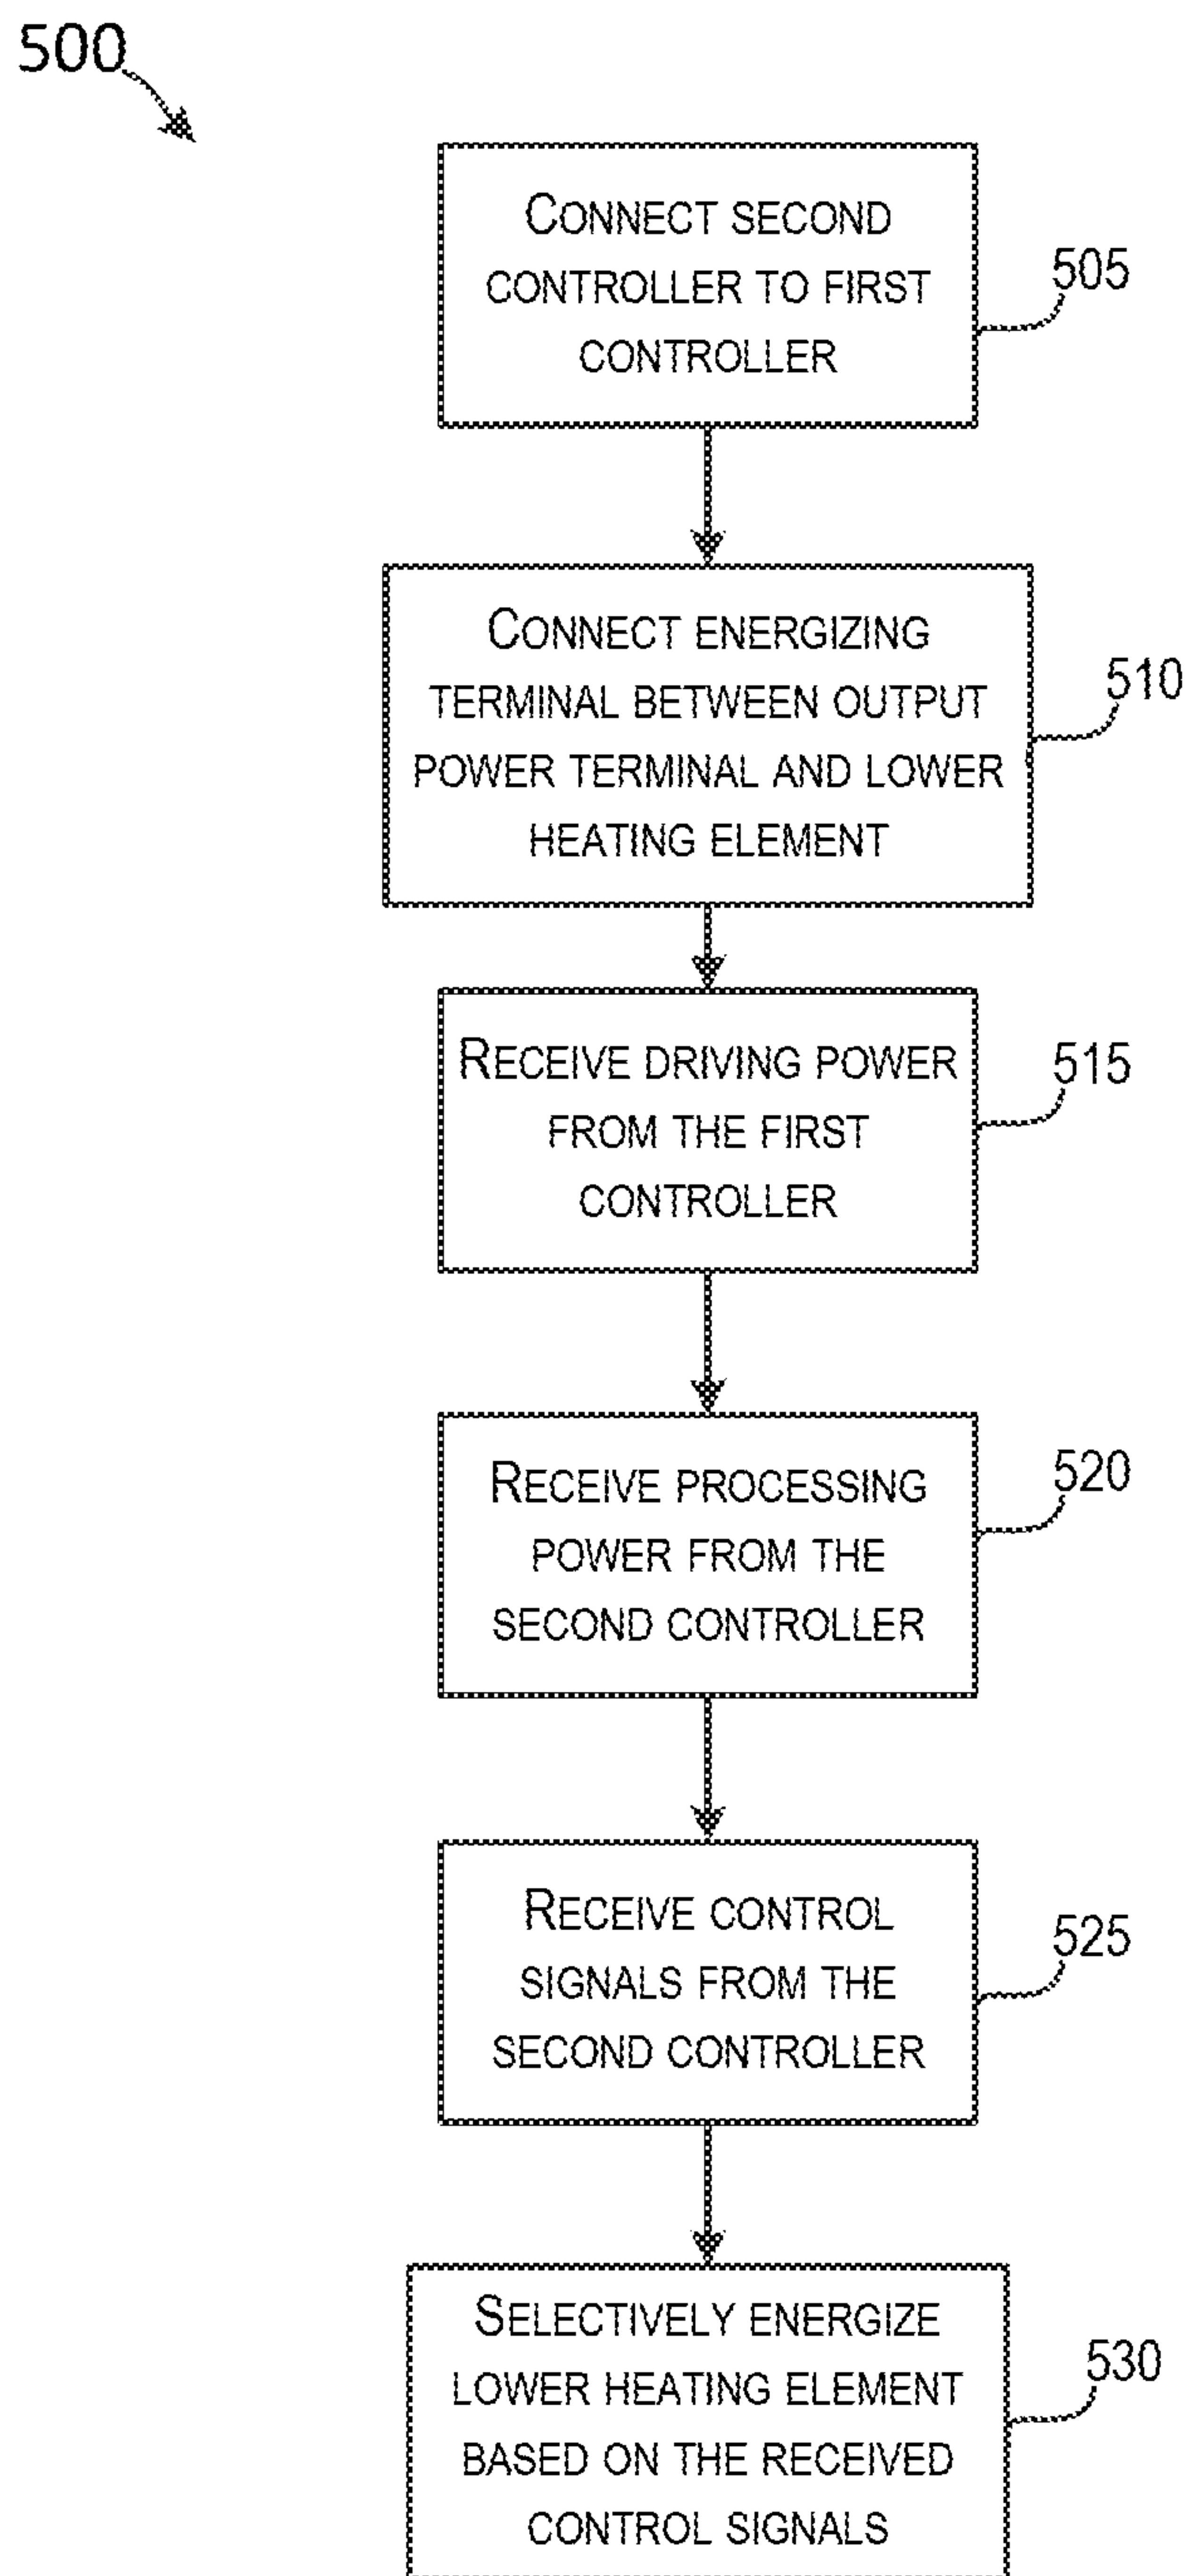 500
CONNECT SECOND
CONTROLLER TO FIRST
CONTROLLER
505
CONNECT ENERGIZING
TERMINAL BETWEEN OUTPUT
POWER TERMINAL AND LOWER
HEATING ELEMENT
510
RECEIVE DRIVING POWER
FROM THE FIRST
CONTROLLER
515
RECEIVE PROCESSING
POWER FROM THE
SECOND CONTROLLER
520
RECEIVE CONTROL
SIGNALS FROM THE
SECOND CONTROLLER
525
SELECTIVELY ENERGIZE
LOWER HEATING ELEMENT
BASED ON THE RECEIVED
CONTROL SIGNALS
530